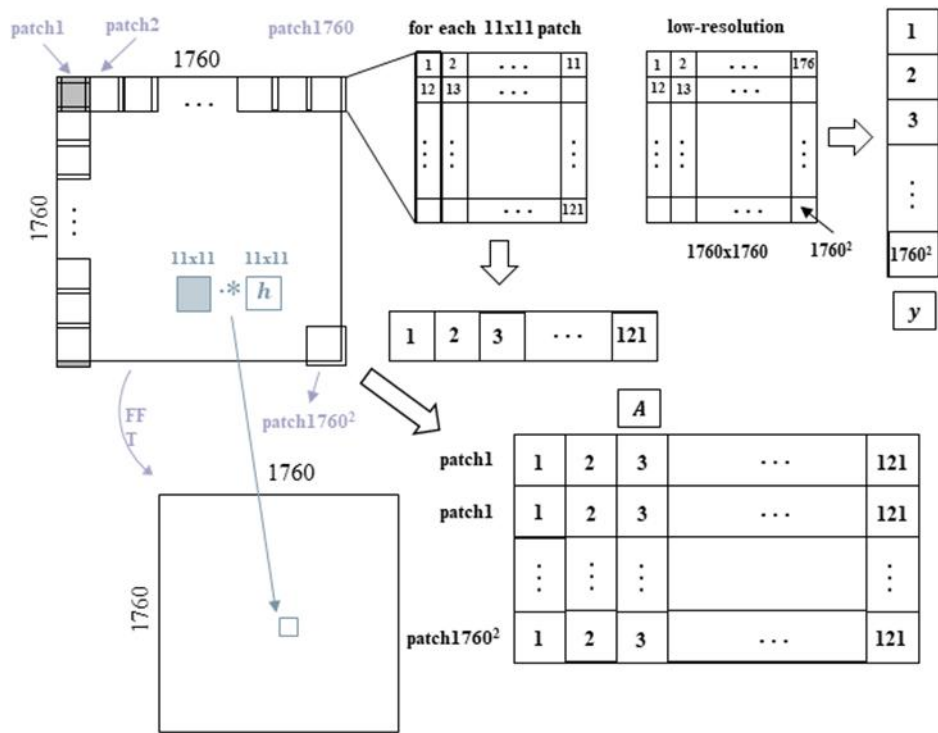 patch1 patch2 patch1760 for each 11x11 patch low-resolution
1760
1 2 ... 11
12 13 ...
⋮ ⋮ ⋮
... 121
1 2 ... 176
12 13 ...
⋮ ⋮ ⋮
...
1760x1760 1760²
1
2
3
⋮
1760²
y
...
1760
⋮
11x11 11x11
·* h
1 2 3 ... 121
patch1760²
FF
T
A
patch1 1 2 3 ... 121
patch1 1 2 3 ... 121
⋮ ⋮ ⋮ ⋮
patch1760² 1 2 3 ... 121
1760
1760